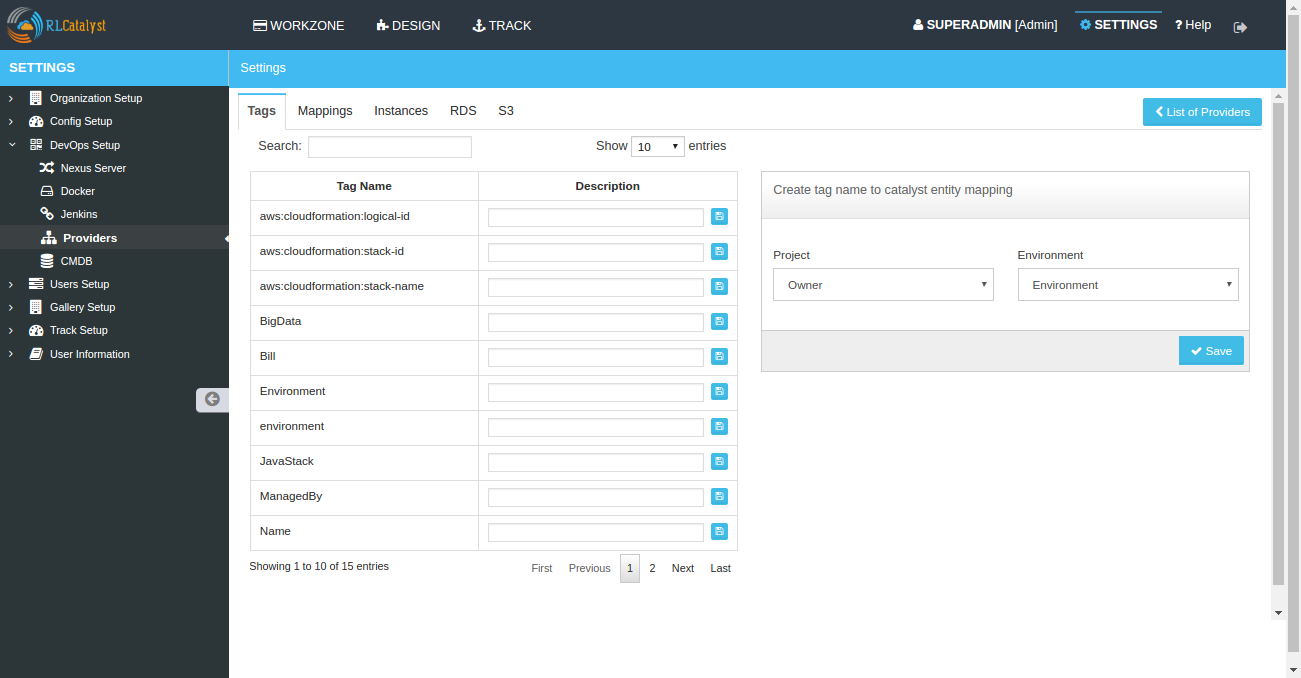 RLCatalyst
WORKZONE DESIGN TRACK
SUPERADMIN [Admin] SETTINGS ? Help
SETTINGS
Settings
Organization Setup
Config Setup
DevOps Setup
Nexus Server
Docker
Jenkins
Providers
CMDB
Users Setup
Gallery Setup
Track Setup
User Information
Tags Mappings Instances RDS S3
List of Providers
Search: Show 10 entries
Tag Name Description
aws:cloudformation:logical-id
aws:cloudformation:stack-id
aws:cloudformation:stack-name
BigData
Bill
Environment
environment
JavaStack
ManagedBy
Name
Showing 1 to 10 of 15 entries
First Previous 1 2 Next Last
Create tag name to catalyst entity mapping
Project Environment
Owner Environment
Save